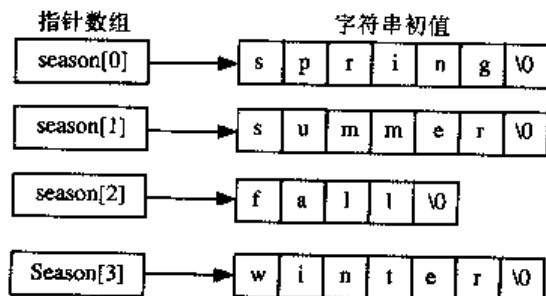 指针数组 字符串初值
season[0] s p r i n g \0
season[1] s u m m e r \0
season[2] f a l l \0
Season[3] w i n t e r \0